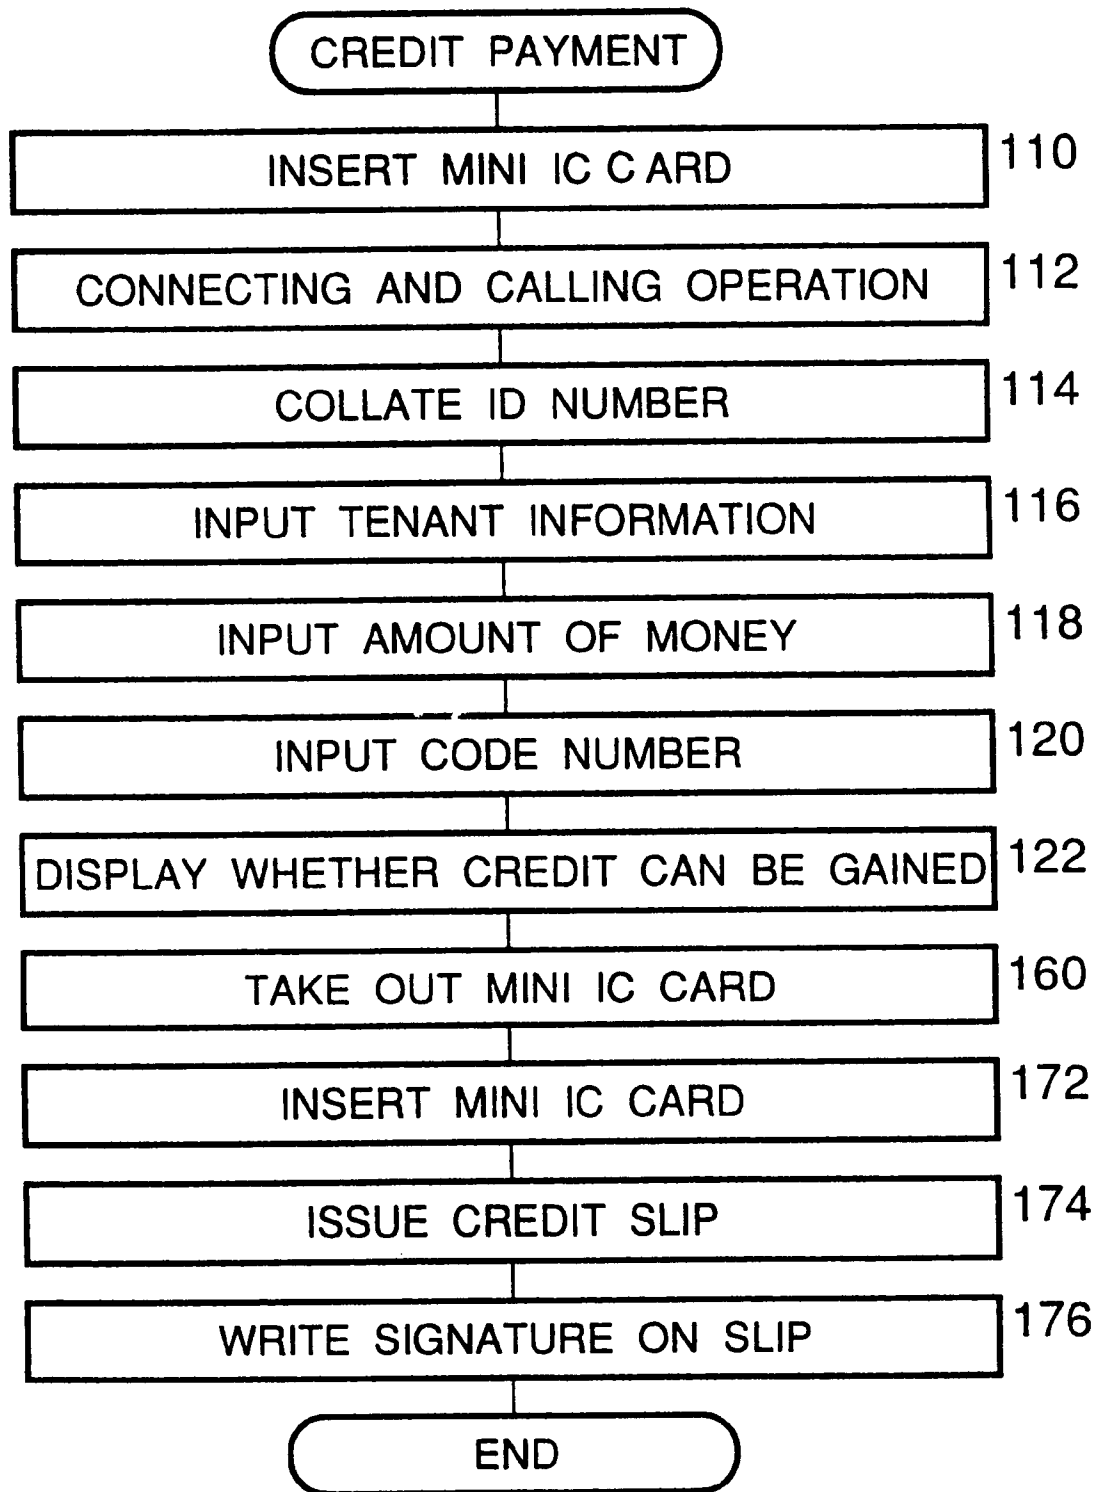 CREDIT PAYMENT
INSERT MINI IC CARD 110
CONNECTING AND CALLING OPERATION 112
COLLATE ID NUMBER 114
INPUT TENANT INFORMATION 116
INPUT AMOUNT OF MONEY 118
INPUT CODE NUMBER 120
DISPLAY WHETHER CREDIT CAN BE GAINED 122
TAKE OUT MINI IC CARD 160
INSERT MINI IC CARD 172
ISSUE CREDIT SLIP 174
WRITE SIGNATURE ON SLIP 176
END